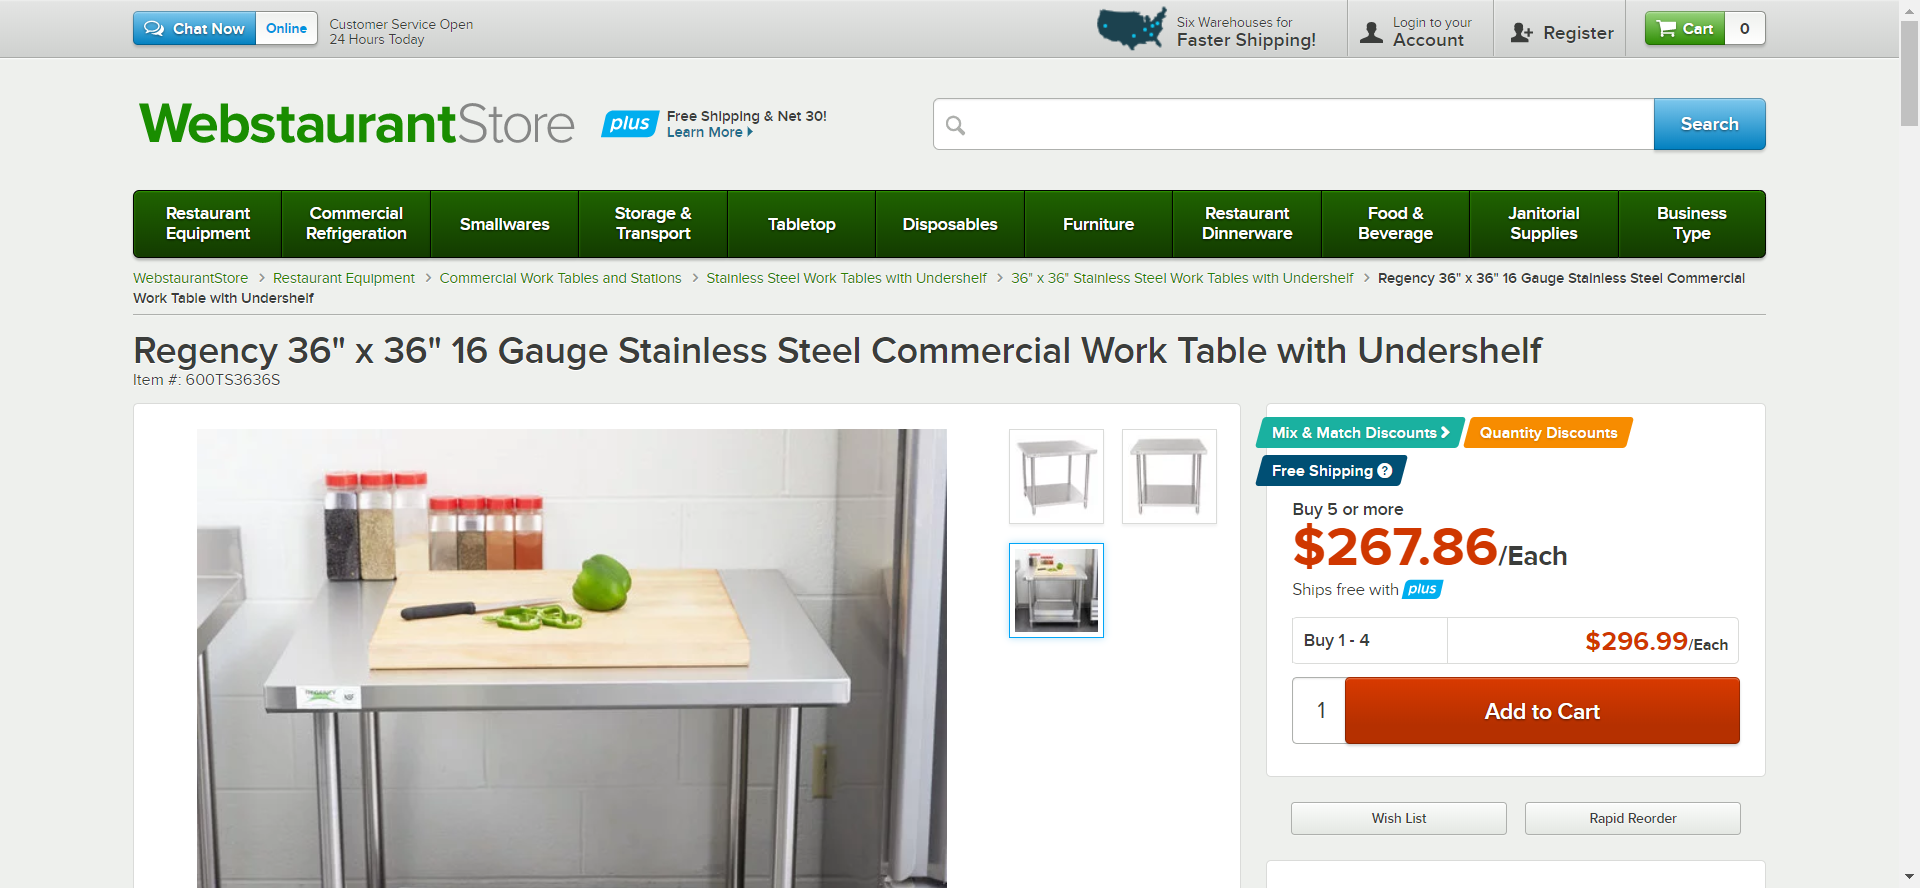 Chat Now Online
Customer Service Open
24 Hours Today
Six Warehouses for
Faster Shipping!
Login to your
Account
Register
Cart 0
WebstaurantStore
plus
Free Shipping & Net 30!
Learn More
Search
Restaurant
Equipment
Commercial
Refrigeration
Smallwares
Storage &
Transport
Tabletop
Disposables
Furniture
Restaurant
Dinnerware
Food &
Beverage
Janitorial
Supplies
Business
Type
WebstaurantStore > Restaurant Equipment > Commercial Work Tables and Stations > Stainless Steel Work Tables with Undershelf > 36" x 36" Stainless Steel Work Tables with Undershelf > Regency 36" x 36" 16 Gauge Stainless Steel Commercial
Work Table with Undershelf
Regency 36" x 36" 16 Gauge Stainless Steel Commercial Work Table with Undershelf
Item #: 600TS3636S
Mix & Match Discounts
Quantity Discounts
Free Shipping ?
Buy 5 or more
$267.86/Each
Ships free with plus
Buy 1 - 4 $296.99/Each
1 Add to Cart
Wish List
Rapid Reorder